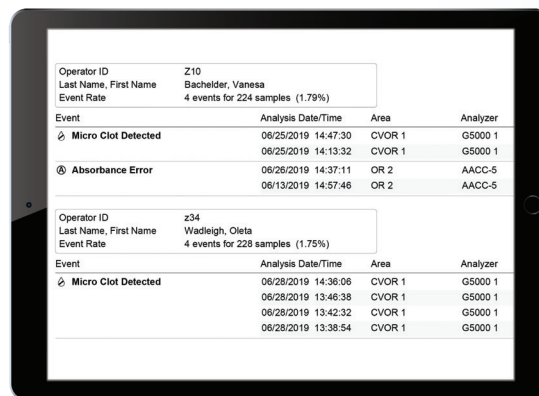 Operator ID Z10
Last Name, First Name Bachelder, Vanesa
Event Rate 4 events for 224 samples (1.79%)
Event Analysis Date/Time Area Analyzer
Micro Clot Detected 06/25/2019 14:47:30 CVOR 1 G5000 1
06/25/2019 14:13:32 CVOR 1 G5000 1
A Absorbance Error 06/26/2019 14:37:11 OR 2 AACC-5
06/13/2019 14:57:46 OR 2 AACC-5
Operator ID z34
Last Name, First Name Wadleigh, Oleta
Event Rate 4 events for 228 samples (1.75%)
Event Analysis Date/Time Area Analyzer
Micro Clot Detected 06/28/2019 14:36:06 CVOR 1 G5000 1
06/28/2019 13:46:38 CVOR 1 G5000 1
06/28/2019 13:42:32 CVOR 1 G5000 1
06/28/2019 13:38:54 CVOR 1 G5000 1